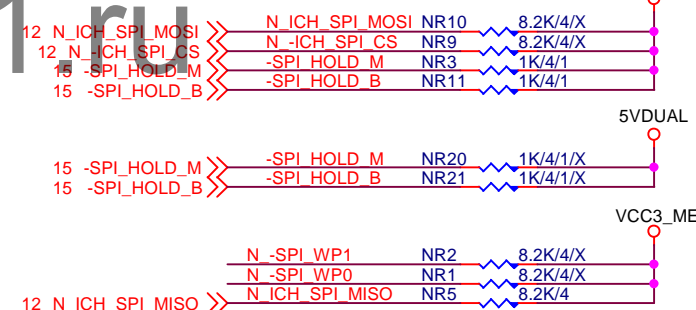 1.ru
12 N_ICH_SPI_MOSI N_ICH_SPI_MOSI NR10 8.2K/4/X
12 N_-ICH_SPI_CS N_-ICH_SPI_CS NR9 8.2K/4/X
15 -SPI_HOLD_M -SPI_HOLD_M NR3 1K/4/1
15 -SPI_HOLD_B -SPI_HOLD_B NR11 1K/4/1
5VDUAL
15 -SPI_HOLD_M -SPI_HOLD_M NR20 1K/4/1/X
15 -SPI_HOLD_B -SPI_HOLD_B NR21 1K/4/1/X
VCC3_ME
N_-SPI_WP1 NR2 8.2K/4/X
N_-SPI_WP0 NR1 8.2K/4/X
12 N_ICH_SPI_MISO N_ICH_SPI_MISO NR5 8.2K/4